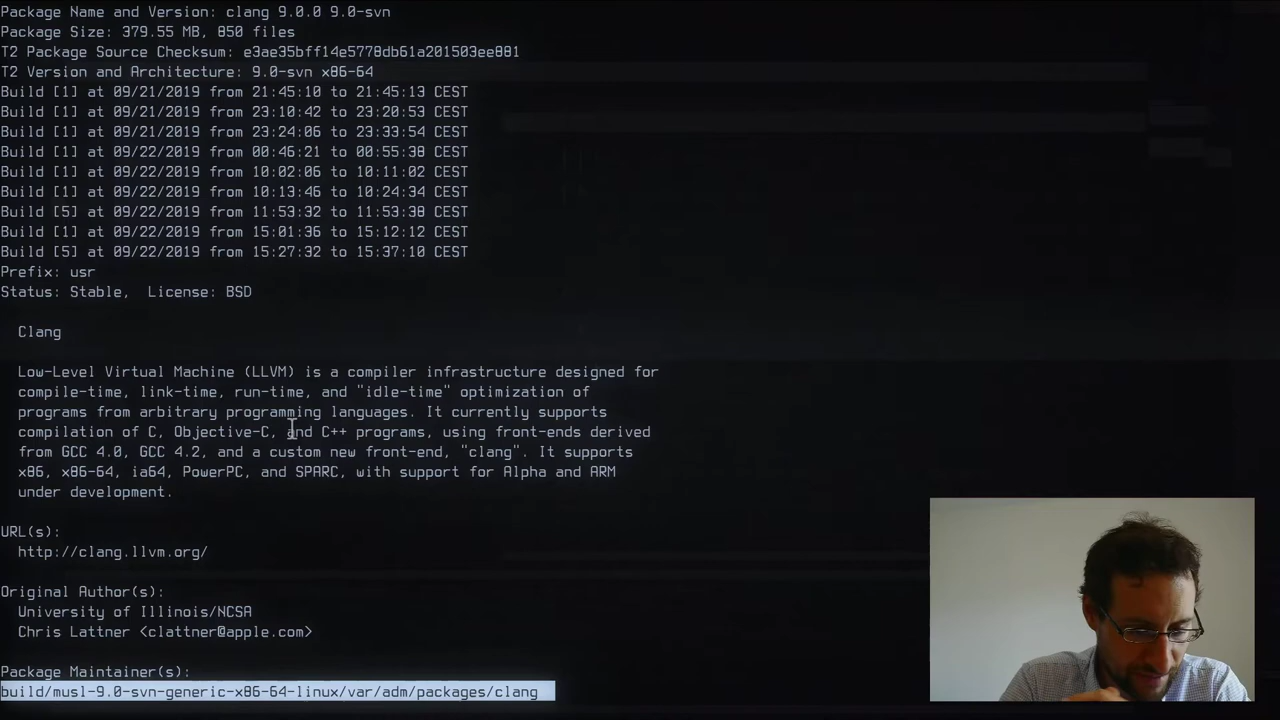 Package Name and Version: clang 9.0.0 9.0-svn
Package Size: 379.55 MB, 850 files
T2 Package Source Checksum: e3ae35bff14e5778db61a201503ee881
T2 Version and Architecture: 9.0-svn x86-64
Build [1] at 09/21/2019 from 21:45:10 to 21:45:13 CEST
Build [1] at 09/21/2019 from 23:10:42 to 23:20:53 CEST
Build [1] at 09/21/2019 from 23:24:06 to 23:33:54 CEST
Build [1] at 09/22/2019 from 00:46:21 to 00:55:38 CEST
Build [1] at 09/22/2019 from 10:02:06 to 10:11:02 CEST
Build [1] at 09/22/2019 from 10:13:46 to 10:24:34 CEST
Build [5] at 09/22/2019 from 11:53:32 to 11:53:38 CEST
Build [1] at 09/22/2019 from 15:01:36 to 15:12:12 CEST
Build [5] at 09/22/2019 from 15:27:32 to 15:37:10 CEST
Prefix: usr
Status: Stable,  License: BSD
Clang
Low-Level Virtual Machine (LLVM) is a compiler infrastructure designed for
compile-time, link-time, run-time, and "idle-time" optimization of
programs from arbitrary programming languages. It currently supports
compilation of C, Objective-C, and C++ programs, using front-ends derived
from GCC 4.0, GCC 4.2, and a custom new front-end, "clang". It supports
x86, x86-64, ia64, PowerPC, and SPARC, with support for Alpha and ARM
under development.
URL(s):
http://clang.llvm.org/
Original Author(s):
University of Illinois/NCSA
Chris Lattner <clattner@apple.com>
Package Maintainer(s):
build/musl-9.0-svn-generic-x86-64-linux/var/adm/packages/clang